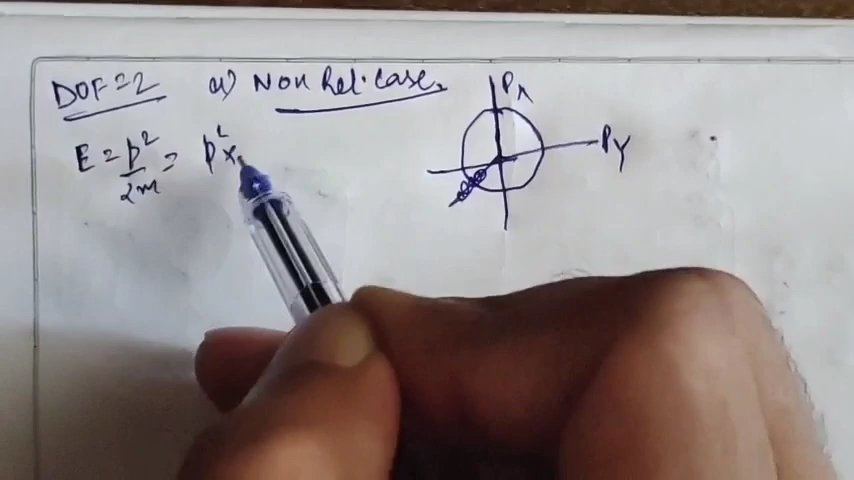 DOF=2 a) Non Rel. case.
Px
E = p²/2m = p²x
Py